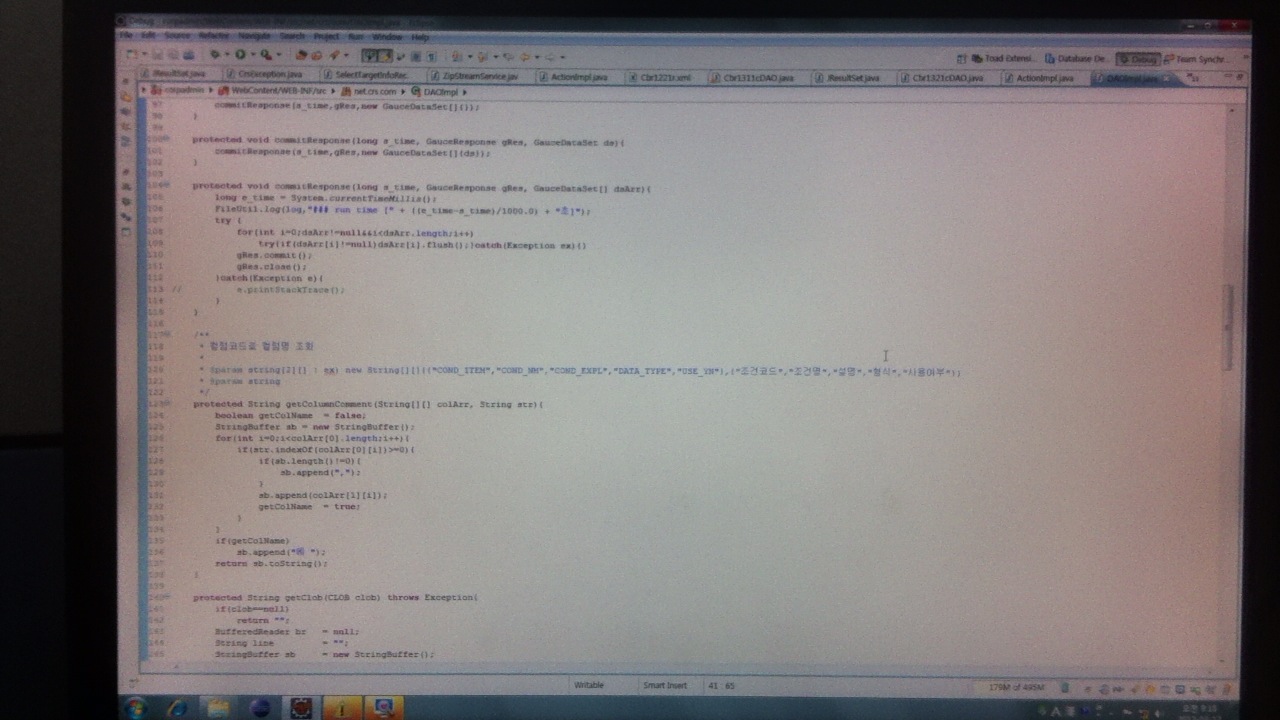 File Edit Source Refactor Navigate Search Project Run Window Help
Toad Extensi... Database De... Debug Team Synchr...
IResultSet.java CrsException.java SelectTargetInfoRec... ZipStreamService.jav ActionImpl.java Cbr1221r.xml Cbr1311cDAO.java IResultSet.java Cbr1321cDAO.java ActionImpl.java DAOImpl.java
WebContent/WEB-INF/src net.crs.com DAOImpl
97 commitResponse(s_time,gRes,new GauceDataSet[]{});
98 }
99
100 protected void commitResponse(long s_time, GauceResponse gRes, GauceDataSet ds){
101 commitResponse(s_time,gRes,new GauceDataSet[]{ds});
102 }
103
104 protected void commitResponse(long s_time, GauceResponse gRes, GauceDataSet[] dsArr){
105 long e_time = System.currentTimeMillis();
106 FileUtil.log(log,"### run time [" + ((e_time-s_time)/1000.0) + "초]");
107 try {
108 for(int i=0;dsArr!=null&&i<dsArr.length;i++)
109 try{if(dsArr[i]!=null)dsArr[i].flush();}catch(Exception ex){}
110 gRes.commit();
111 gRes.close();
112 }catch(Exception e){
113 // e.printStackTrace();
114 }
115 }
116
117 /**
118 * 컬럼코드로 컬럼명 조회
119 *
120 * @param string[2][] : ex) new String[][]{{"COND_ITEM","COND_NM","COND_EXPL","DATA_TYPE","USE_YN"},{"조건코드","조건명","설명","형식","사용여부"}}
121 * @param string
122 */
123 protected String getColumnComment(String[][] colArr, String str){
124 boolean getColName = false;
125 StringBuffer sb = new StringBuffer();
126 for(int i=0;i<colArr[0].length;i++){
127 if(str.indexOf(colArr[0][i])>=0){
128 if(sb.length()!=0){
129 sb.append(",");
130 }
131 sb.append(colArr[1][i]);
132 getColName = true;
133 }
134 }
135 if(getColName)
136 sb.append(" ");
137 return sb.toString();
138 }
139
140 protected String getClob(CLOB clob) throws Exception{
141 if(clob==null)
142 return "";
143 BufferedReader br = null;
144 String line = "";
145 StringBuffer sb = new StringBuffer();
Writable Smart Insert 41 : 65 179M of 495M